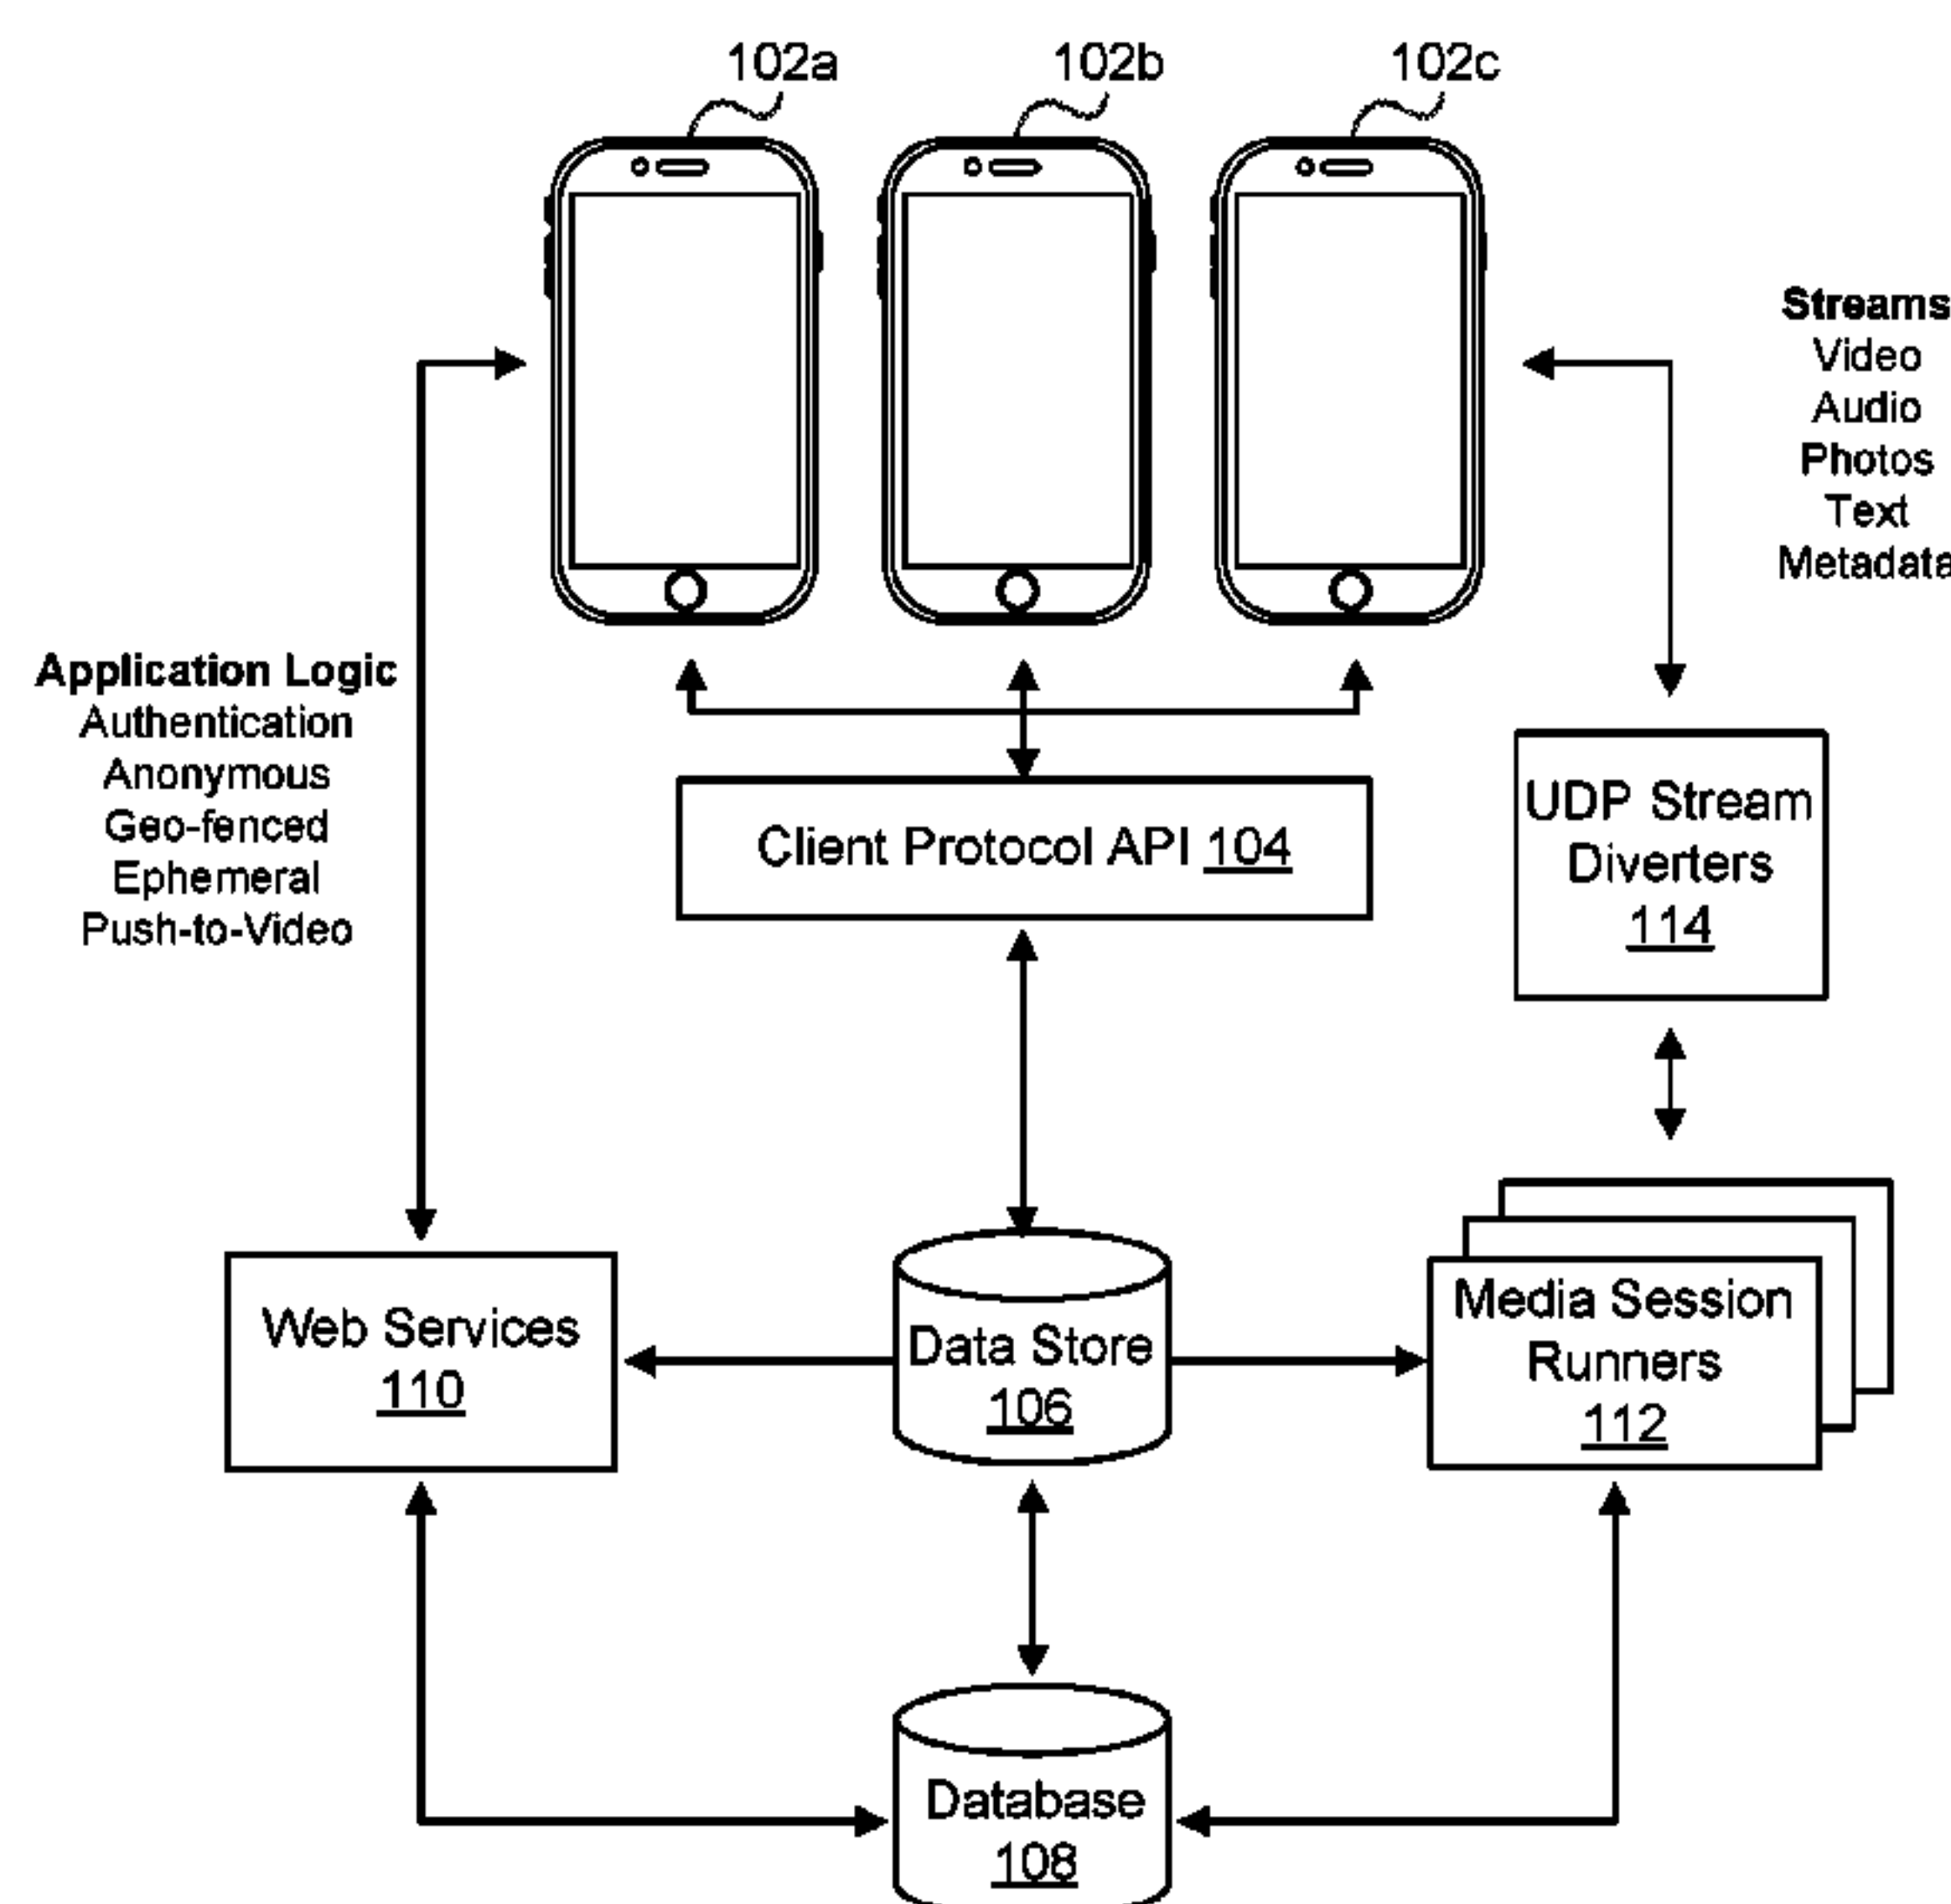 102a
102b
102c
Streams
Video
Audio
Photos
Text
Metadata
Application Logic
Authentication
Anonymous
Geo-fenced
Ephemeral
Push-to-Video
Client Protocol API 104
UDP Stream
Diverters
114
Web Services
110
Data Store
106
Media Session
Runners
112
Database
108